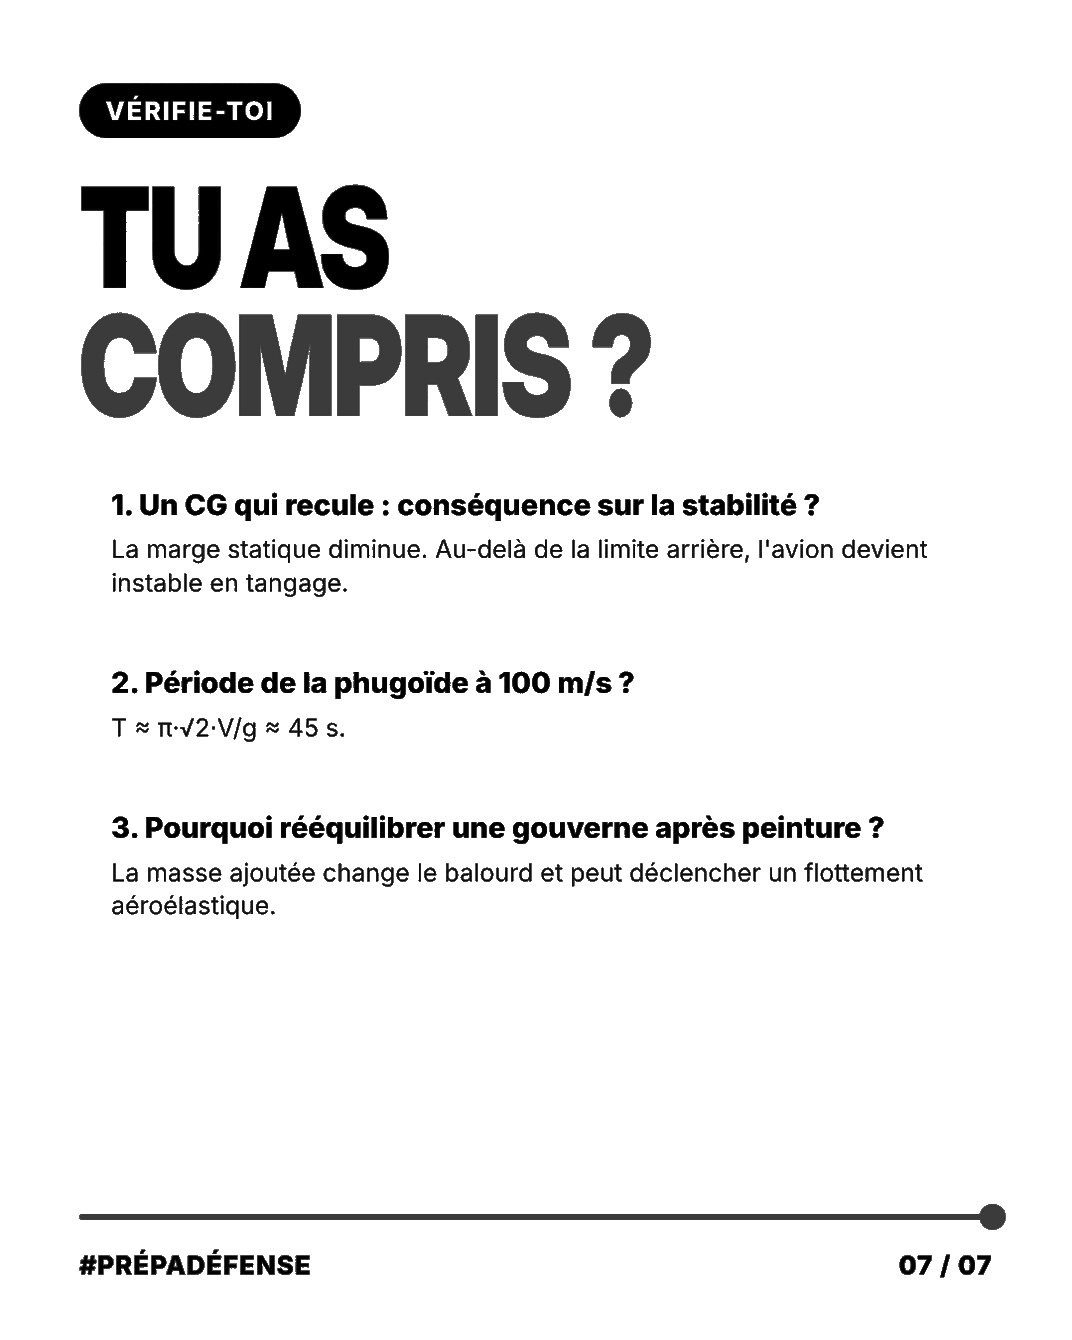 VÉRIFIE-TOI
TU AS
COMPRIS ?
1. Un CG qui recule : conséquence sur la stabilité ?
La marge statique diminue. Au-delà de la limite arrière, l'avion devient
instable en tangage.
2. Période de la phugoïde à 100 m/s ?
T ≈ π·√2·V/g ≈ 45 s.
3. Pourquoi rééquilibrer une gouverne après peinture ?
La masse ajoutée change le balourd et peut déclencher un flottement
aéroélastique.
#PRÉPADÉFENSE
07 / 07